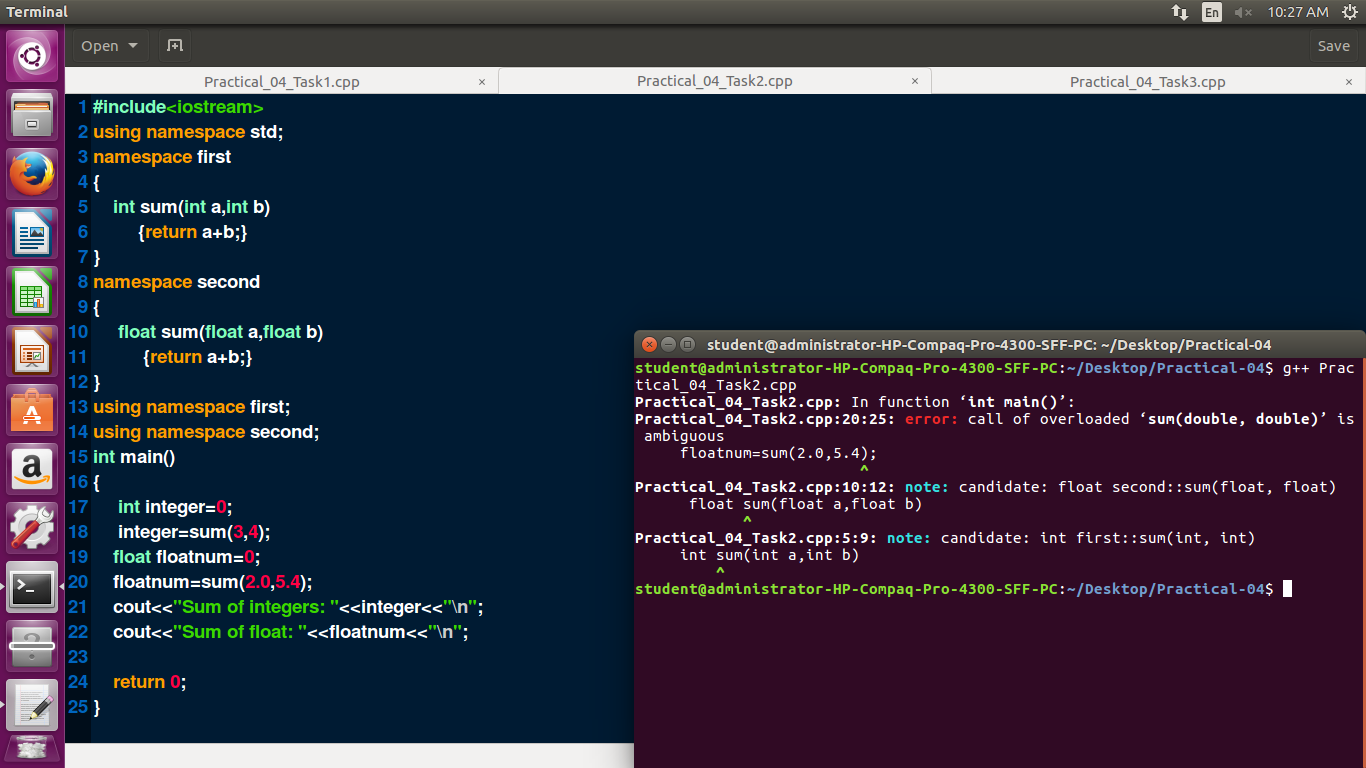 Terminal
En
10:27 AM
Open
Save
Practical_04_Task1.cpp ×
Practical_04_Task2.cpp ×
Practical_04_Task3.cpp ×
1 #include<iostream>
2 using namespace std;
3 namespace first
4 {
5     int sum(int a,int b)
6          {return a+b;}
7 }
8 namespace second
9 {
10     float sum(float a,float b)
11          {return a+b;}
12 }
13 using namespace first;
14 using namespace second;
15 int main()
16 {
17     int integer=0;
18     integer=sum(3,4);
19    float floatnum=0;
20    floatnum=sum(2.0,5.4);
21    cout<<"Sum of integers: "<<integer<<"\n";
22    cout<<"Sum of float: "<<floatnum<<"\n";
23
24    return 0;
25 }
student@administrator-HP-Compaq-Pro-4300-SFF-PC: ~/Desktop/Practical-04
student@administrator-HP-Compaq-Pro-4300-SFF-PC:~/Desktop/Practical-04$ g++ Prac
tical_04_Task2.cpp
Practical_04_Task2.cpp: In function ‘int main()’:
Practical_04_Task2.cpp:20:25: error: call of overloaded ‘sum(double, double)’ is
 ambiguous
     floatnum=sum(2.0,5.4);
                         ^
Practical_04_Task2.cpp:10:12: note: candidate: float second::sum(float, float)
      float sum(float a,float b)
            ^
Practical_04_Task2.cpp:5:9: note: candidate: int first::sum(int, int)
     int sum(int a,int b)
         ^
student@administrator-HP-Compaq-Pro-4300-SFF-PC:~/Desktop/Practical-04$